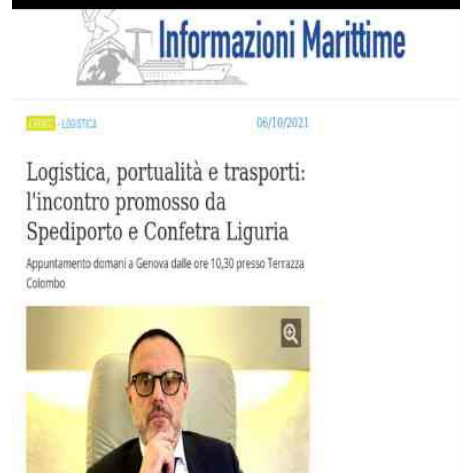 Informazioni Marittime
- LOGISTICA
06/10/2021
Logistica, portualità e trasporti:
l'incontro promosso da
Spediporto e Confetra Liguria
Appuntamento domani a Genova dalle ore 10,30 presso Terrazza
Colombo